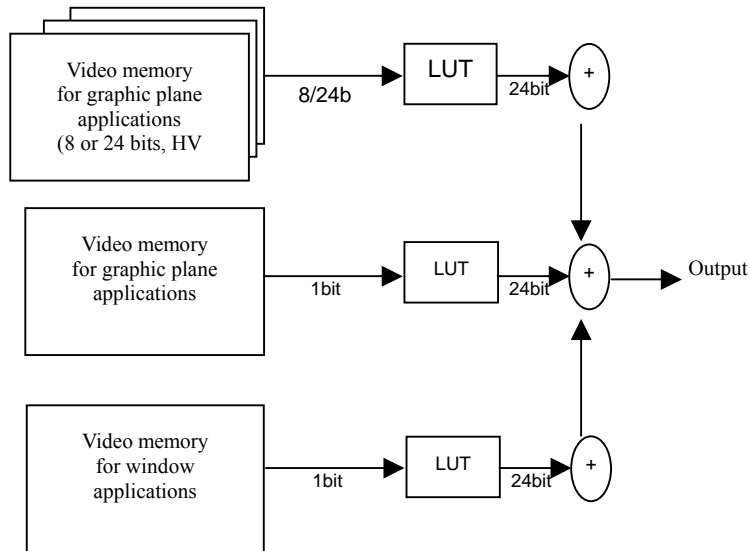 Video memory
for graphic plane
applications
(8 or 24 bits, HV
8/24b
LUT
24bit
+
Video memory
for graphic plane
applications
1bit
LUT
24bit
+
Output
Video memory
for window
applications
1bit
LUT
24bit
+